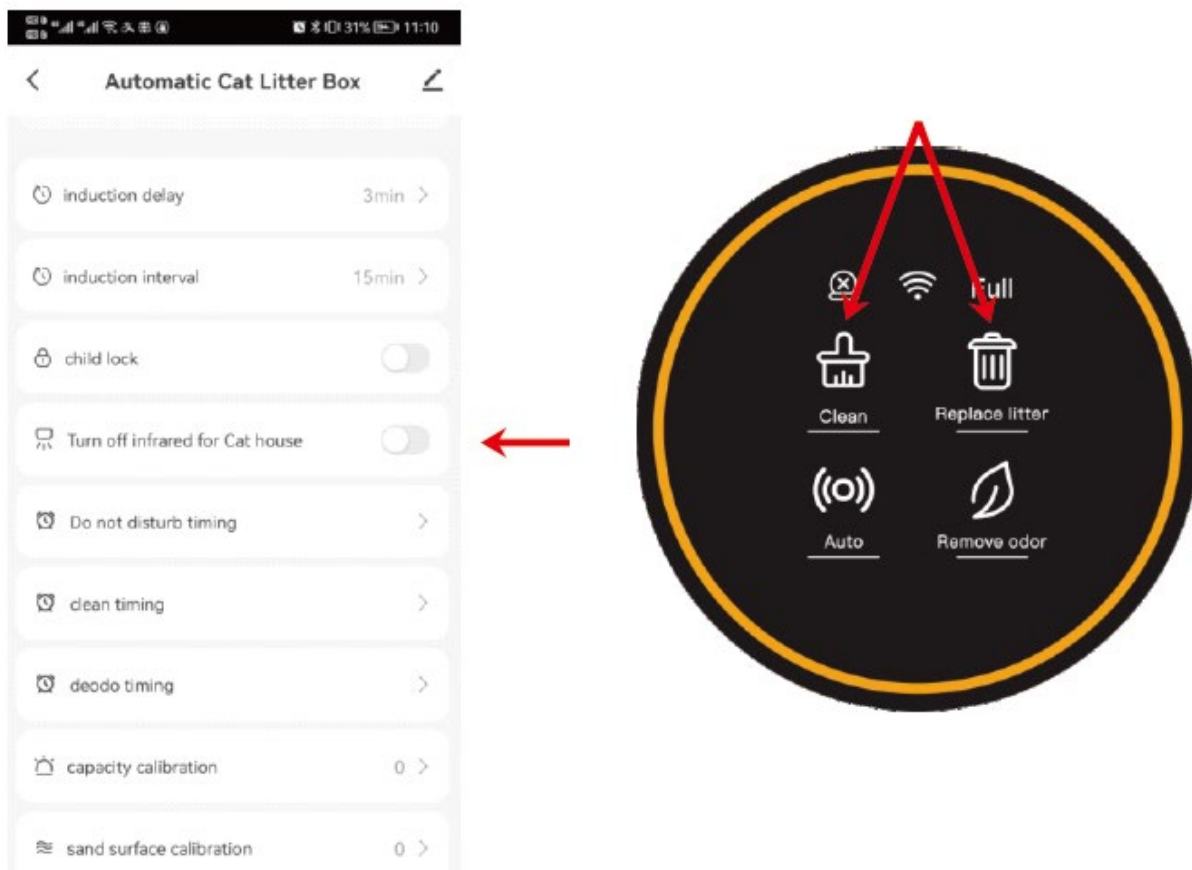 31% 11:10
Automatic Cat Litter Box
induction delay 3min
induction interval 15min
child lock
Turn off infrared for Cat house
Do not disturb timing
clean timing
deodo timing
capacity calibration 0
sand surface calibration 0
Full
Clean Replace litter
Auto Remove odor